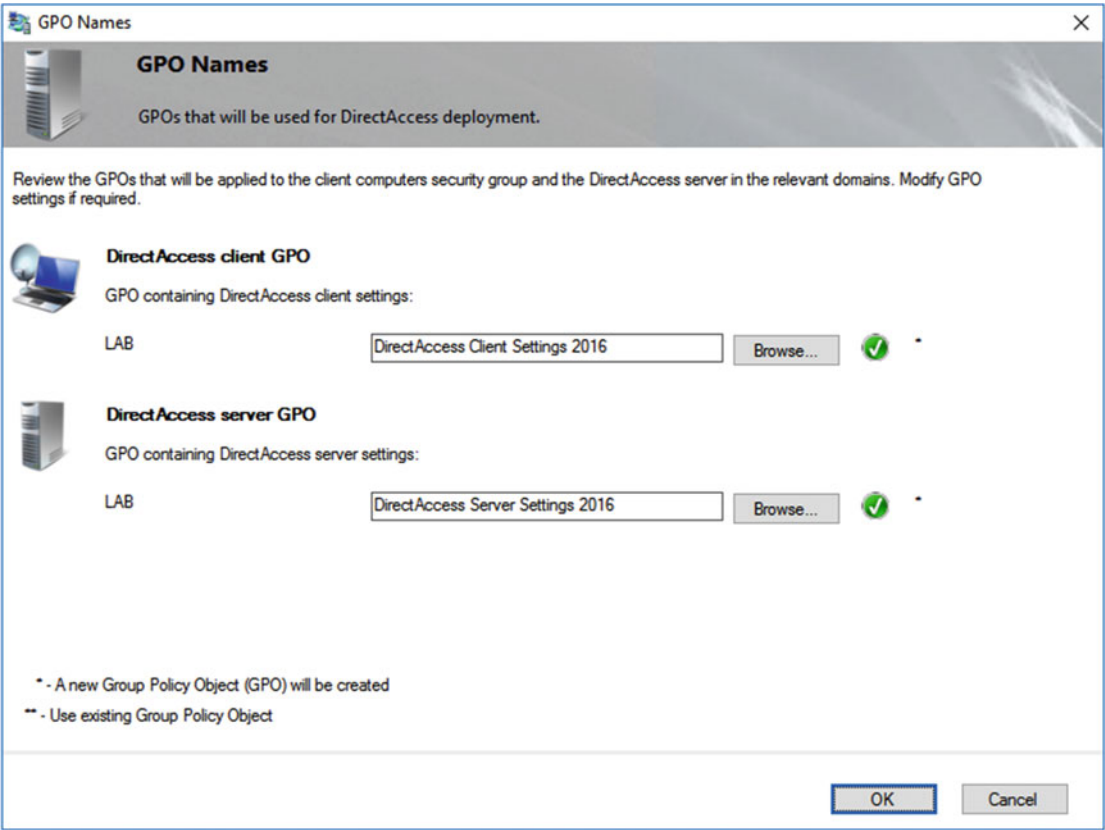 GPO Names
GPO Names
GPOs that will be used for DirectAccess deployment.
Review the GPOs that will be applied to the client computers security group and the DirectAccess server in the relevant domains. Modify GPO
settings if required.
DirectAccess client GPO
GPO containing DirectAccess client settings:
LAB DirectAccess Client Settings 2016 Browse... *
DirectAccess server GPO
GPO containing DirectAccess server settings:
LAB DirectAccess Server Settings 2016 Browse... *
* - A new Group Policy Object (GPO) will be created
** - Use existing Group Policy Object
OK Cancel